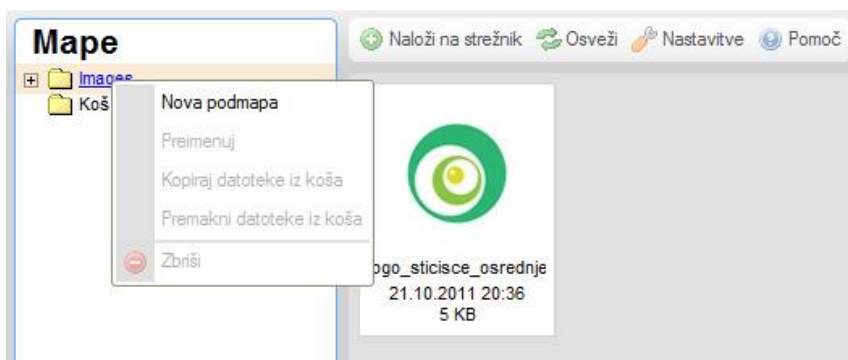 Mape
Naloži na strežnik Osveži Nastavitve Pomoč
Images
Koš
Nova podmapa
Preimenuj
Kopiraj datoteke iz koša
Premakni datoteke iz koša
Zbriši
ogo_sticisce_osrednje
21.10.2011 20:36
5 KB